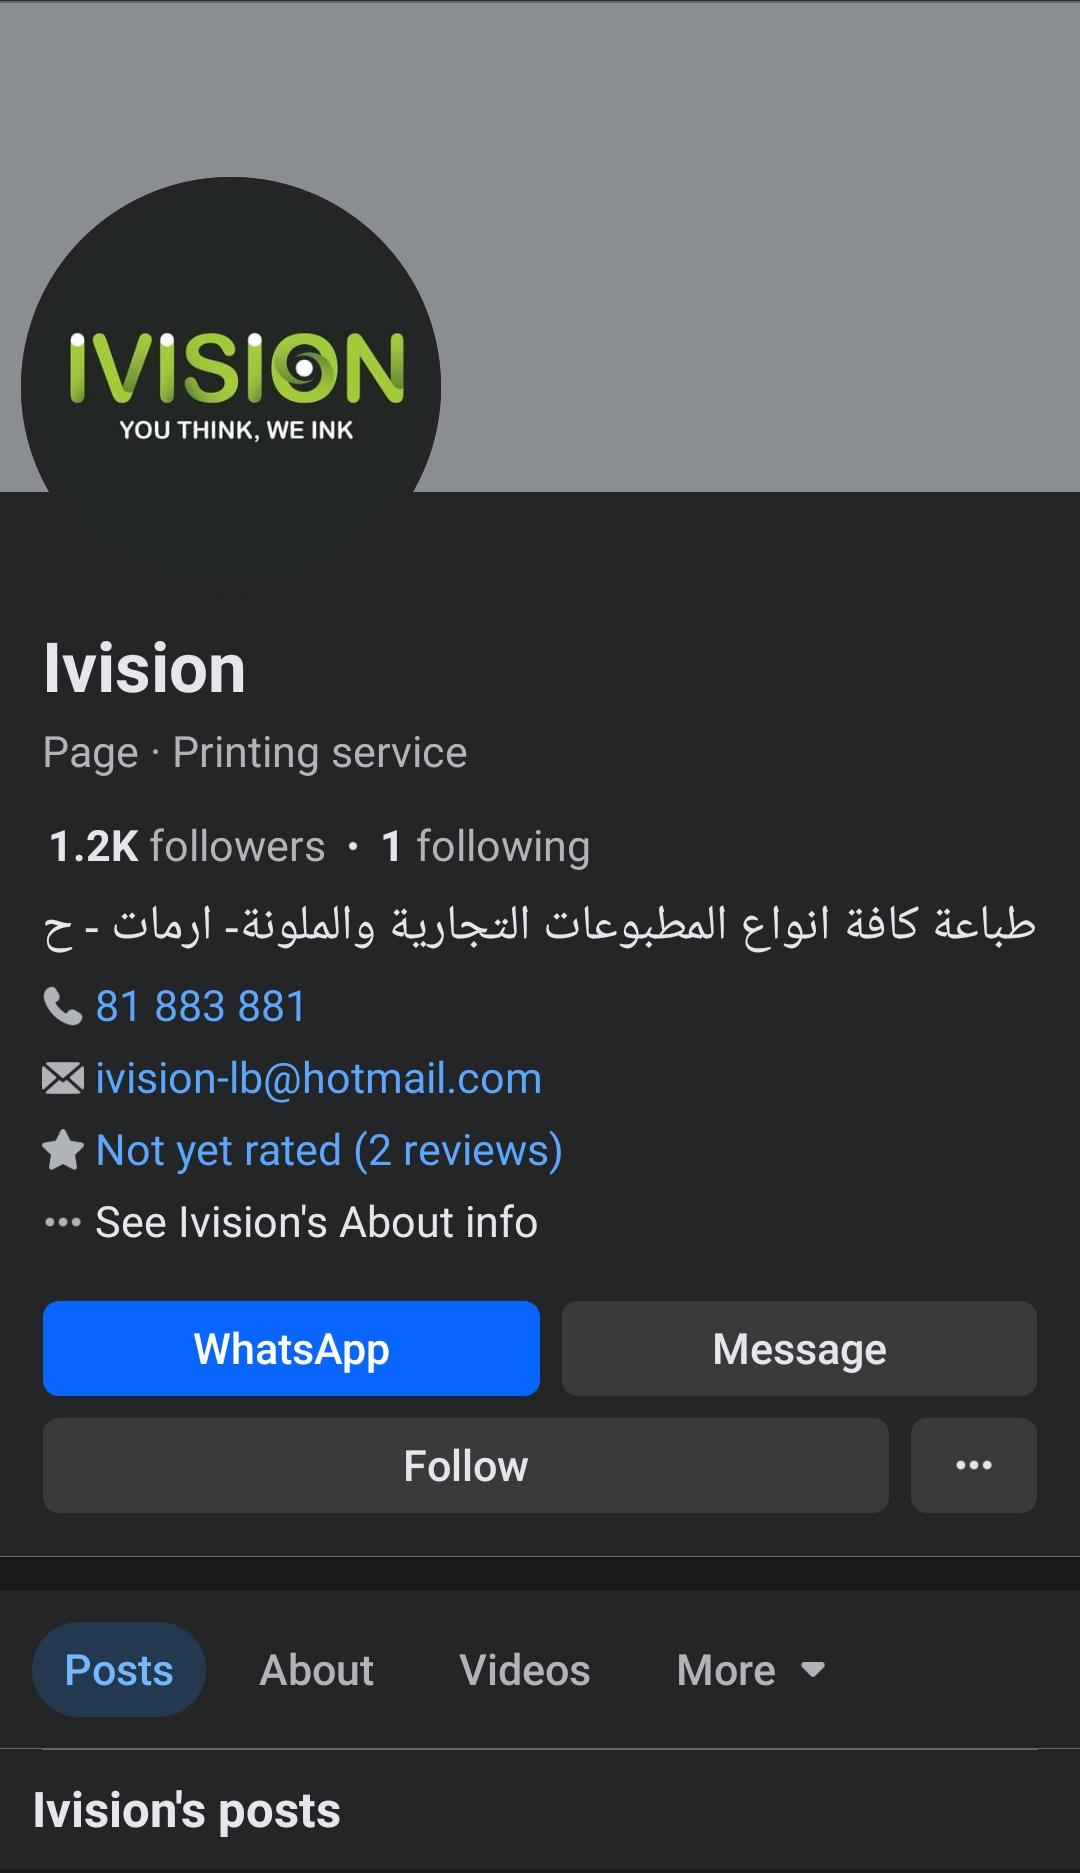 IVISION
YOU THINK, WE INK
Ivision
Page · Printing service
1.2K followers · 1 following
طباعة كافة انواع المطبوعات التجارية والملونة- ارمات - ح
81 883 881
ivision-lb@hotmail.com
Not yet rated (2 reviews)
See Ivision's About info
WhatsApp
Message
Follow
Posts
About
Videos
More
Ivision's posts